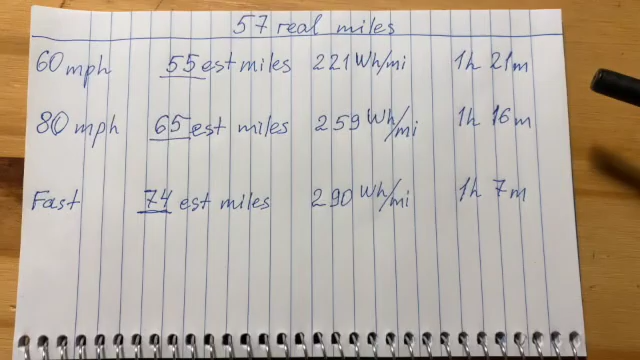 57 real miles
60 mph 55 est miles 221 Wh/mi 1h 21m
80 mph 65 est miles 259 Wh/mi 1h 16m
Fast 74 est miles 290 Wh/mi 1h 7m